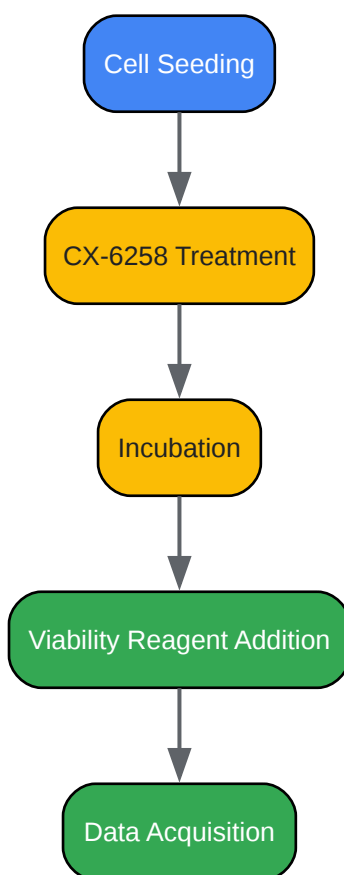 Cell Seeding
CX-6258 Treatment
Incubation
Viability Reagent Addition
Data Acquisition